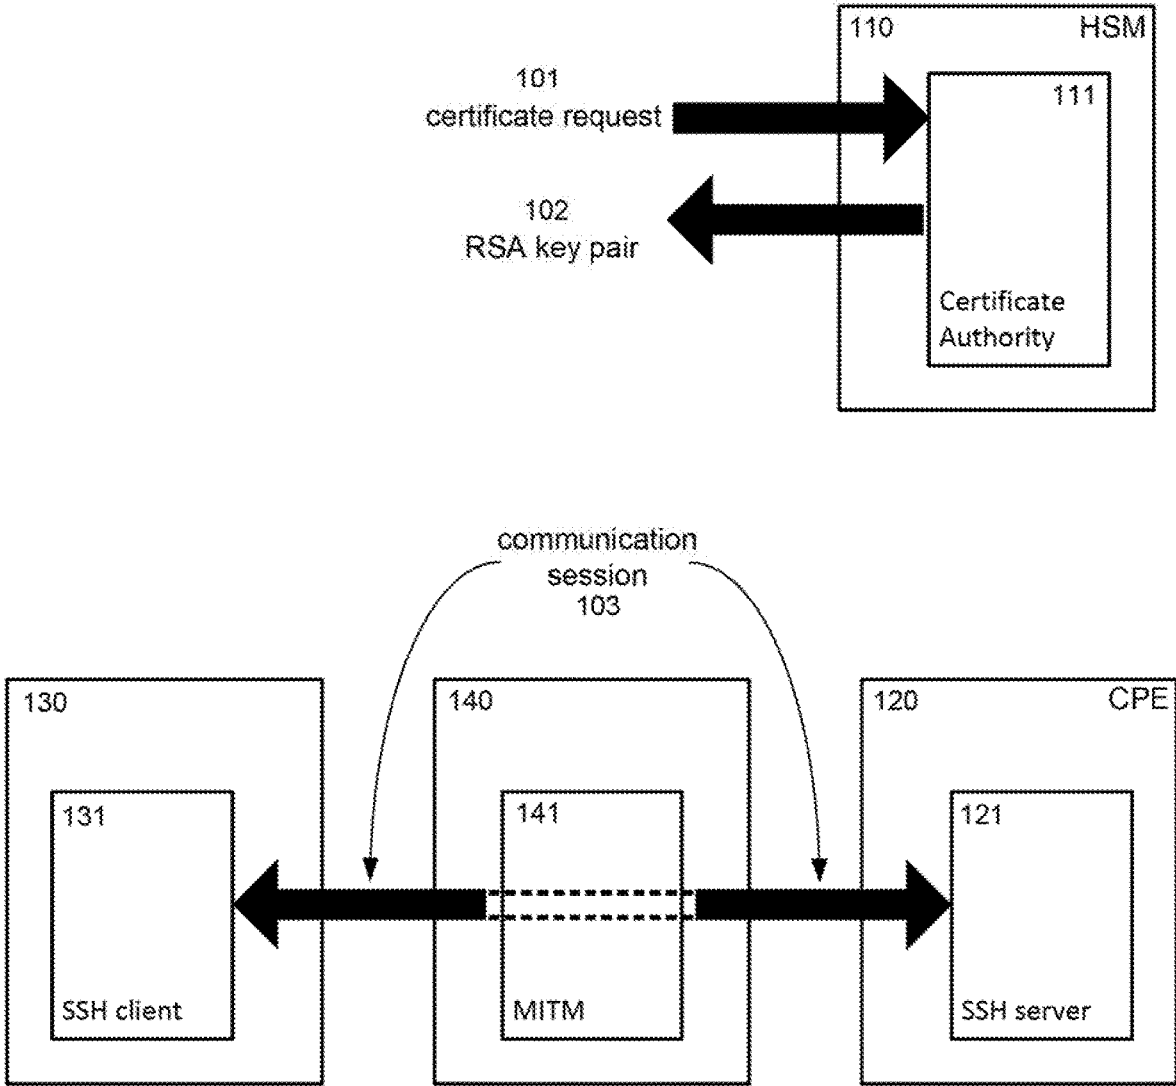 110 HSM
101
certificate request
111
102
RSA key pair
Certificate
Authority
communication
session
103
130
140
120 CPE
131
141
121
SSH client
MITM
SSH server